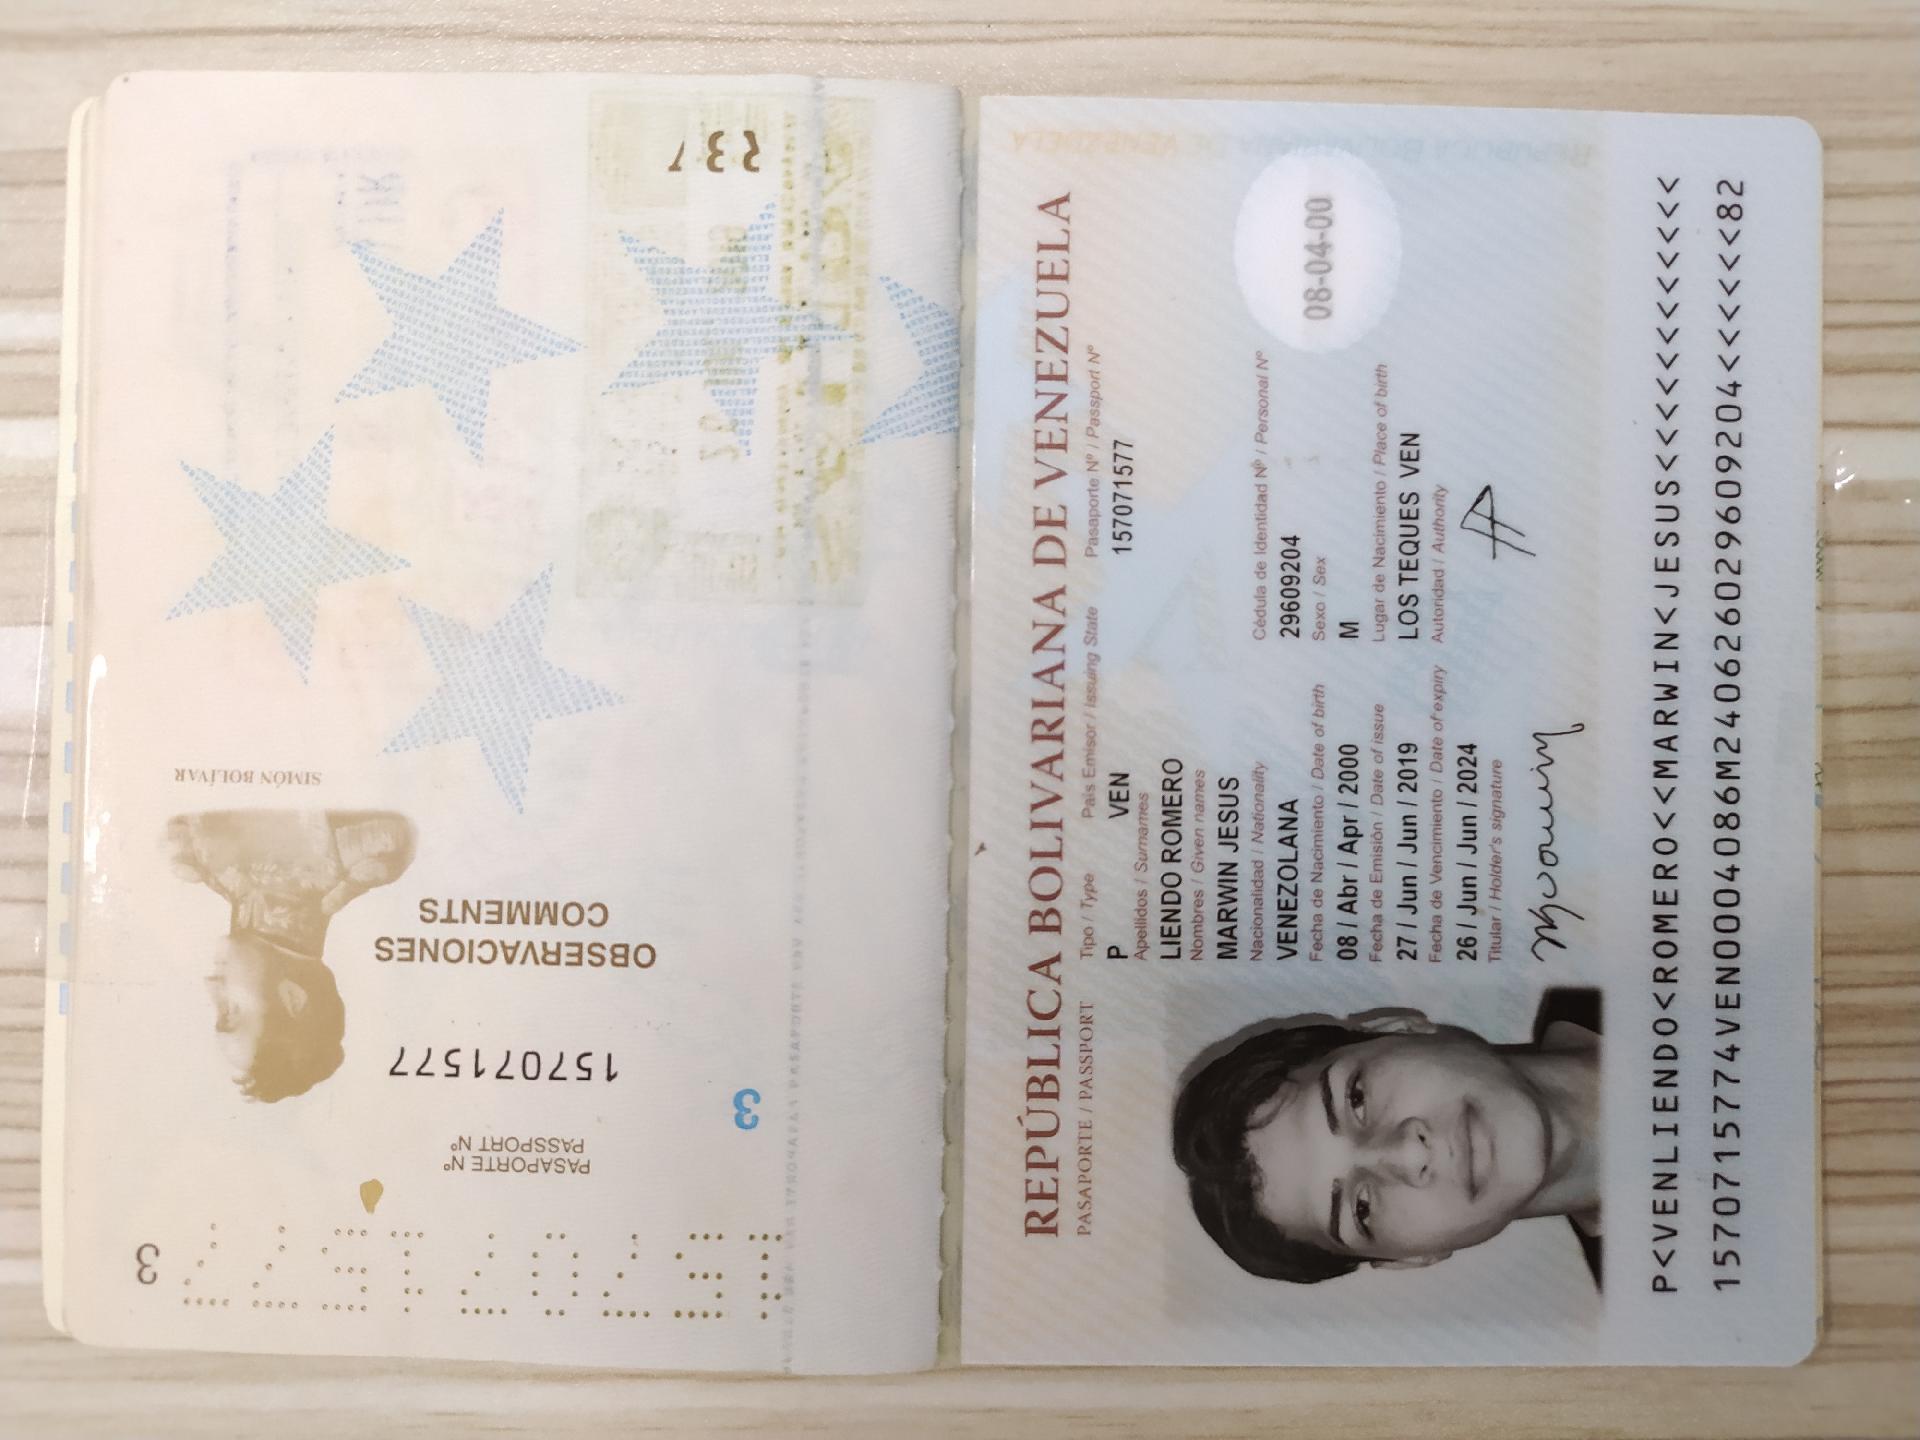 REPÚBLICA BOLIVARIANA DE VENEZUELA
PASAPORTE / PASSPORT
Tipo / Type País Emisor / Issuing State Pasaporte Nº / Passport Nº
P VEN 157071577
Apellidos / Surnames
LIENDO ROMERO
Nombres / Given names
MARWIN JESUS
Nacionalidad / Nationality Cédula de Identidad Nº / Personal Nº
VENEZOLANA 29609204
Fecha de Nacimiento / Date of birth Sexo / Sex
08 / Abr / Apr / 2000 M
08-04-00
Fecha de Emisión / Date of issue Lugar de Nacimiento / Place of birth
27 / Jun / Jun / 2019 LOS TEQUES VEN
Fecha de Vencimiento / Date of expiry Autoridad / Authority
26 / Jun / Jun / 2024
Titular / Holder's signature
P<VENLIENDO<ROMERO<<MARWIN<JESUS<<<<<<<<<<<<
1570715774VEN0004086M240626029609204<<<<<<82
REPÚBLICA BOLIVARIANA DE VENEZUELA
3
157071577
PASAPORTE Nº
PASSPORT Nº
3
157071577
OBSERVACIONES
COMMENTS
SIMÓN BOLÍVAR